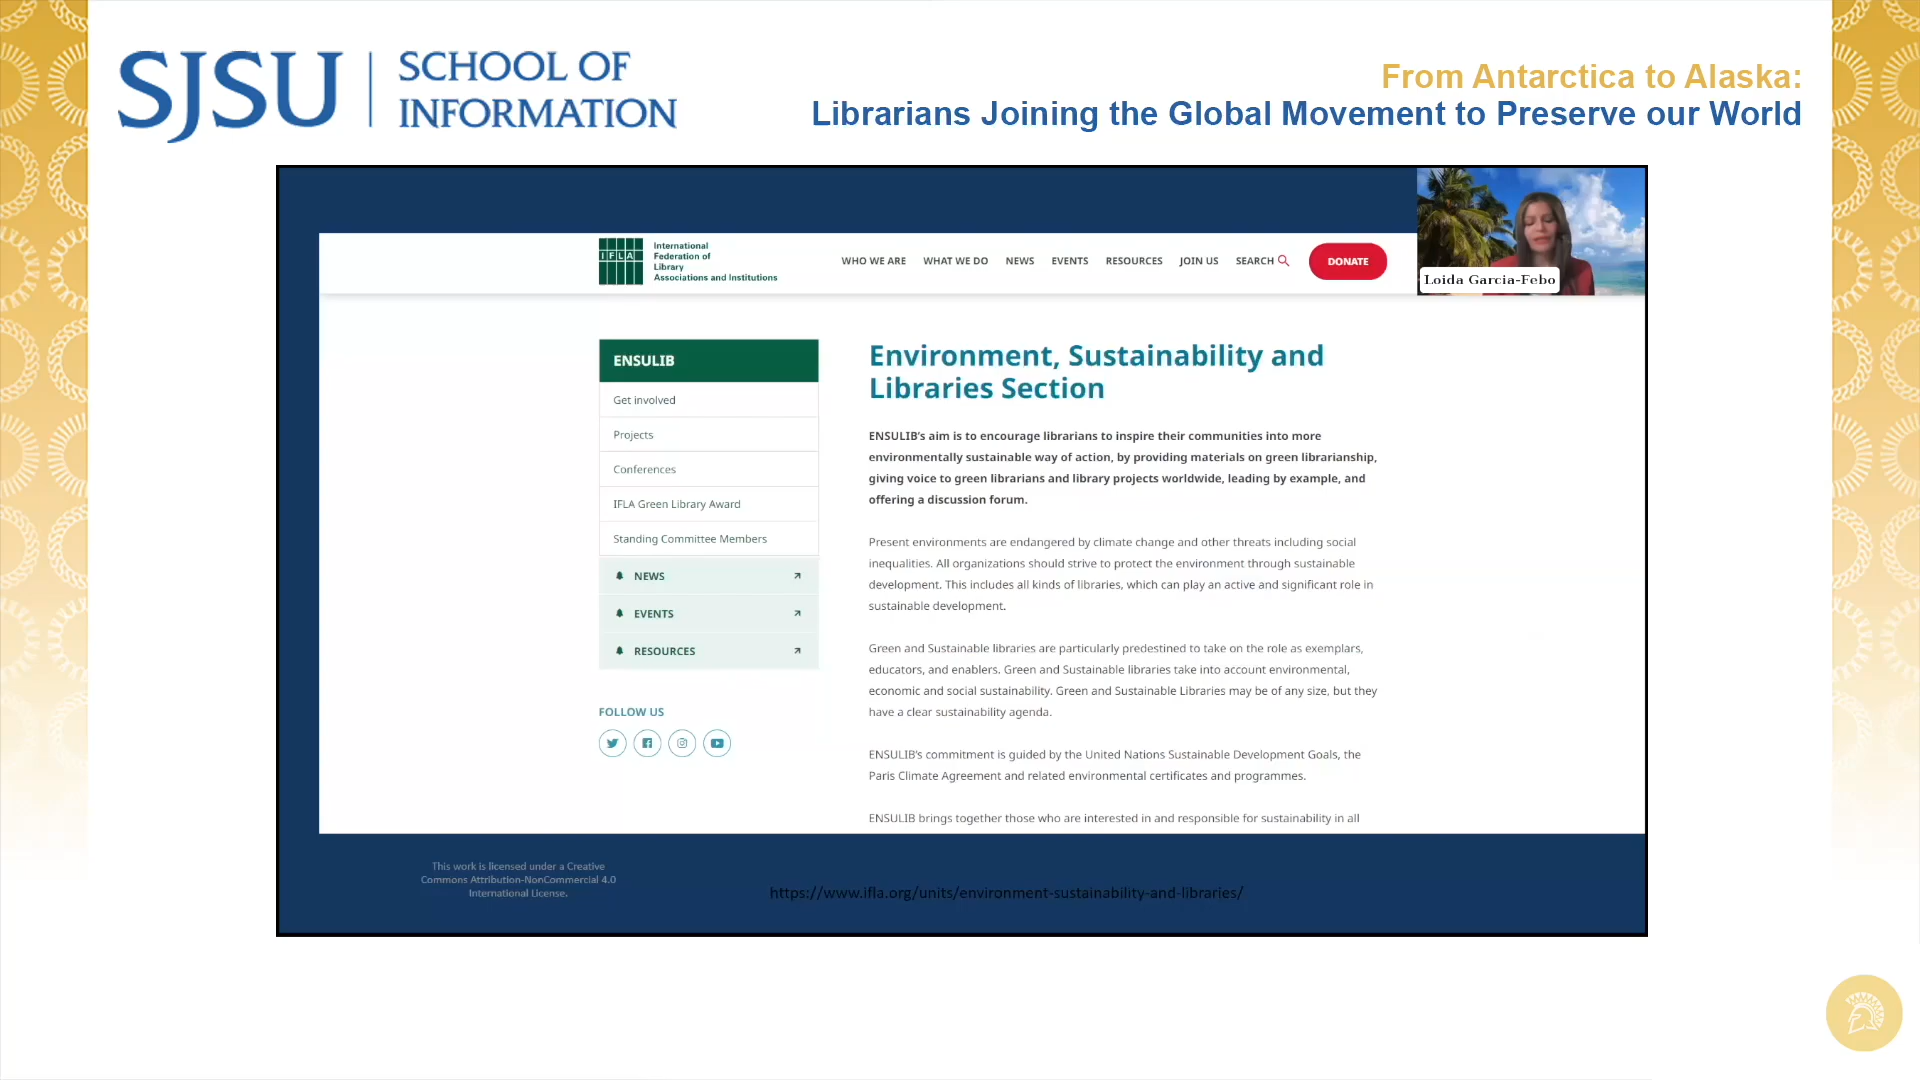 SJSU
SCHOOL OF
INFORMATION
From Antarctica to Alaska:
Librarians Joining the Global Movement to Preserve our World
IFLA
International
Federation of
Library
Associations and Institutions
WHO WE ARE
WHAT WE DO
NEWS
EVENTS
RESOURCES
JOIN US
SEARCH
DONATE
Loida Garcia-Febo
ENSULIB
Get involved
Projects
Conferences
IFLA Green Library Award
Standing Committee Members
NEWS
EVENTS
RESOURCES
FOLLOW US
Environment, Sustainability and
Libraries Section
ENSULIB's aim is to encourage librarians to inspire their communities into more
environmentally sustainable way of action, by providing materials on green librarianship,
giving voice to green librarians and library projects worldwide, leading by example, and
offering a discussion forum.
Present environments are endangered by climate change and other threats including social
inequalities. All organizations should strive to protect the environment through sustainable
development. This includes all kinds of libraries, which can play an active and significant role in
sustainable development.
Green and Sustainable libraries are particularly predestined to take on the role as exemplars,
educators, and enablers. Green and Sustainable libraries take into account environmental,
economic and social sustainability. Green and Sustainable Libraries may be of any size, but they
have a clear sustainability agenda.
ENSULIB's commitment is guided by the United Nations Sustainable Development Goals, the
Paris Climate Agreement and related environmental certificates and programmes.
ENSULIB brings together those who are interested in and responsible for sustainability in all
This work is licensed under a Creative
Commons Attribution-NonCommercial 4.0
International License.
https://www.ifla.org/units/environment-sustainability-and-libraries/